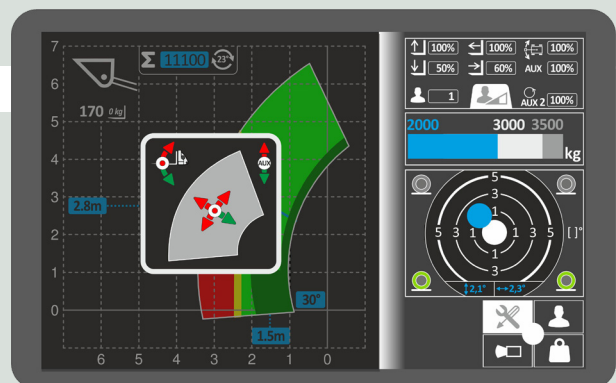 7
6
5
4
3
2
1
0
6 5 4 3 2 1 0
Σ 11100 23°
170 0 kg
AUX
2.8m
30°
1.5m
100% 100% 100%
50% 60% AUX 100%
1 AUX 2 100%
2000 3000 3500
kg
5
3
1
5 3 1 1 3 5 [ ]°
1
3
2,1° 2,3°